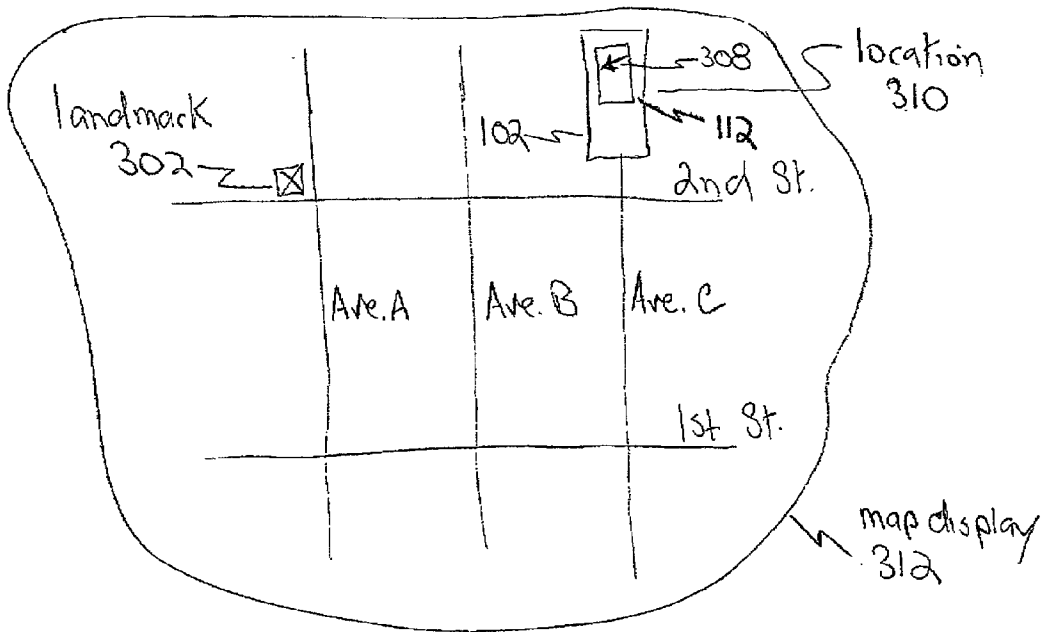 308
location
310
landmark
302
102
112
2nd St.
Ave. A
Ave. B
Ave. C
1st St.
map display
312